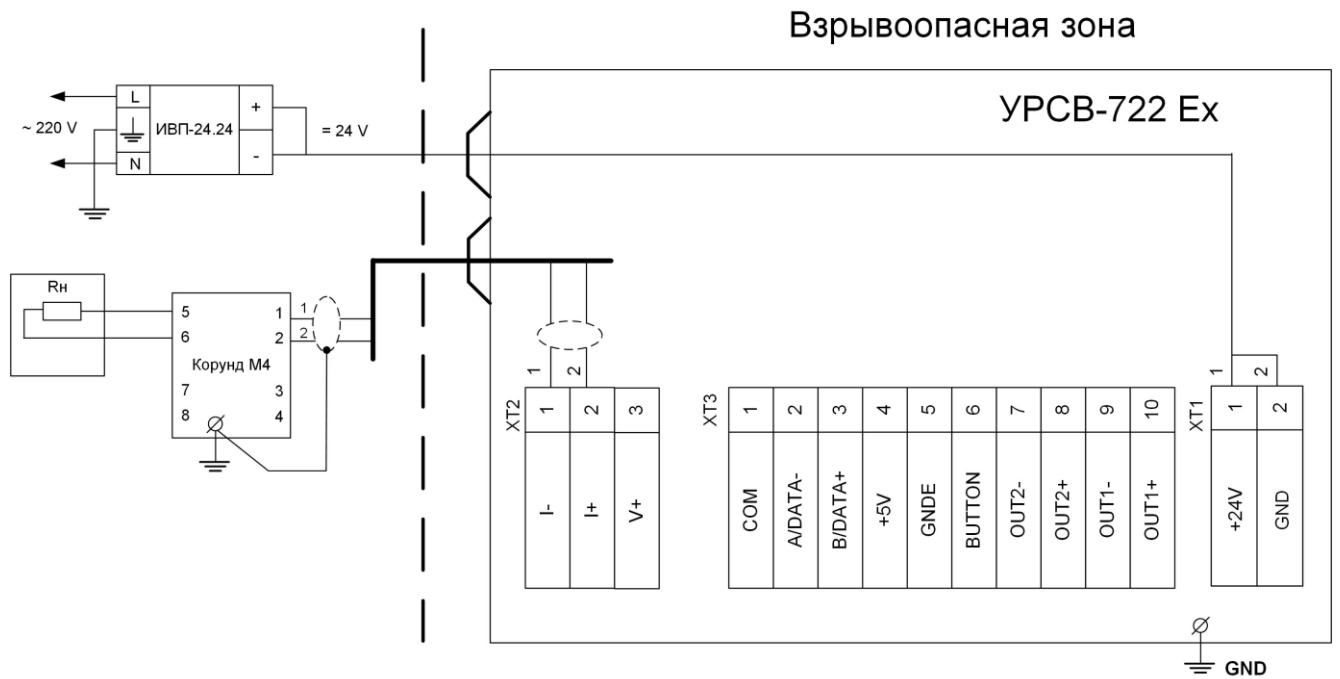 Взрывоопасная зона
УРСВ-722 Ex
~ 220 V
L
N
ИВП-24.24
+
-
= 24 V
Rн
5
6
7
8
Корунд М4
1
2
3
4
1
2
1
2
XT2
1
2
3
I-
I+
V+
XT3
1
2
3
4
5
6
7
8
9
10
COM
A/DATA-
B/DATA+
+5V
GNDE
BUTTON
OUT2-
OUT2+
OUT1-
OUT1+
1
2
XT1
1
2
+24V
GND
GND